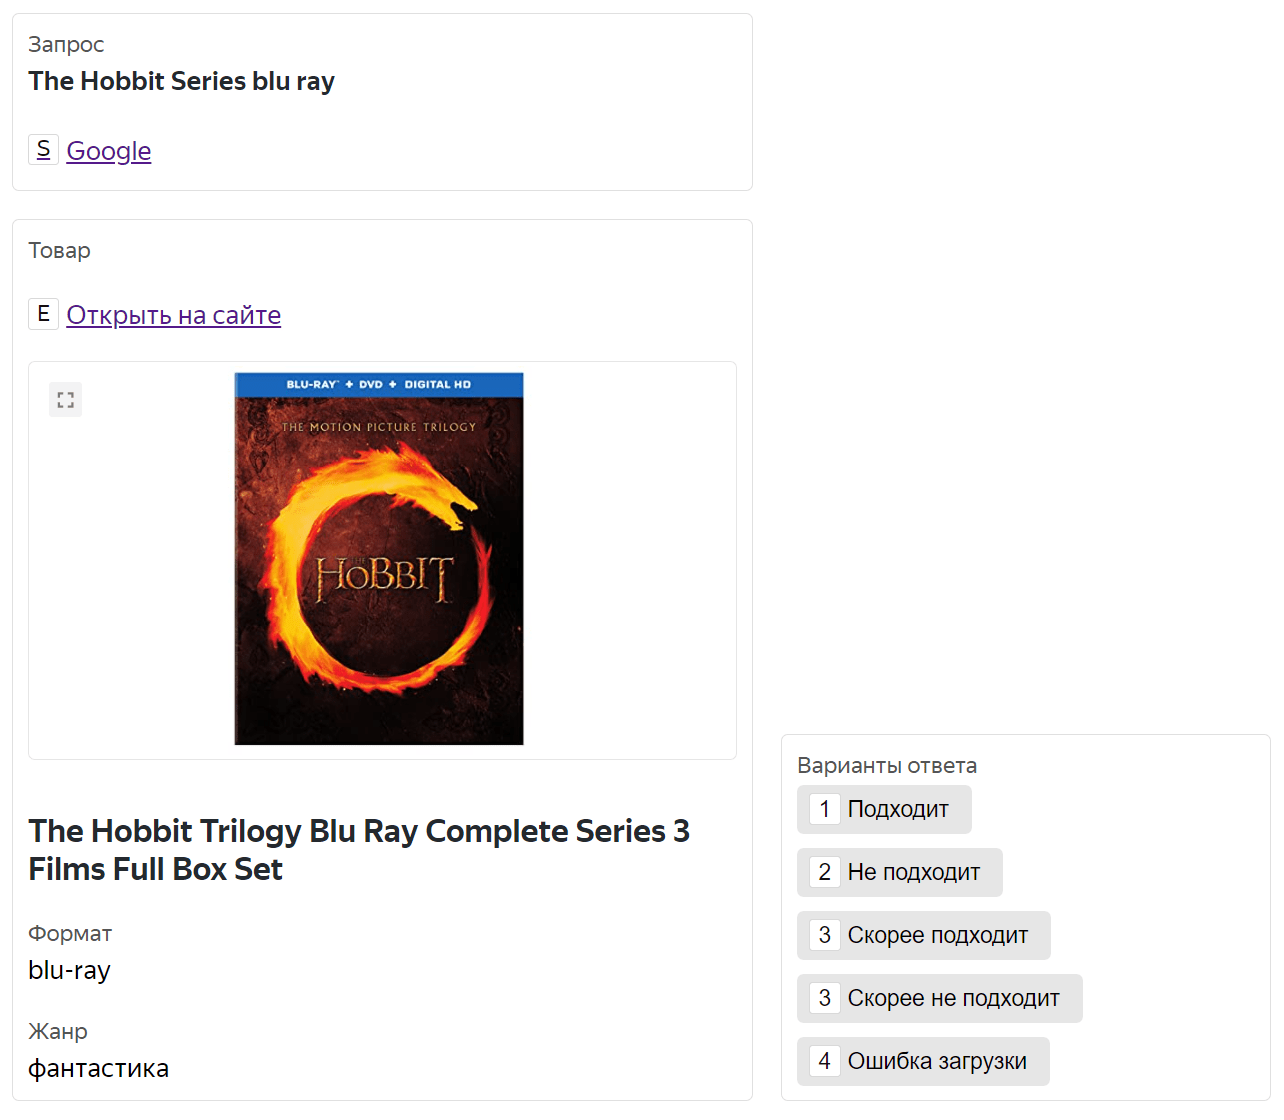 Запрос
The Hobbit Series blu ray
S Google
Товар
E Открыть на сайте
BLU-RAY + DVD + DIGITAL HD
THE MOTION PICTURE TRILOGY
THE
HOBBIT
The Hobbit Trilogy Blu Ray Complete Series 3
Films Full Box Set
Формат
blu-ray
Жанр
фантастика
Варианты ответа
1 Подходит
2 Не подходит
3 Скорее подходит
3 Скорее не подходит
4 Ошибка загрузки